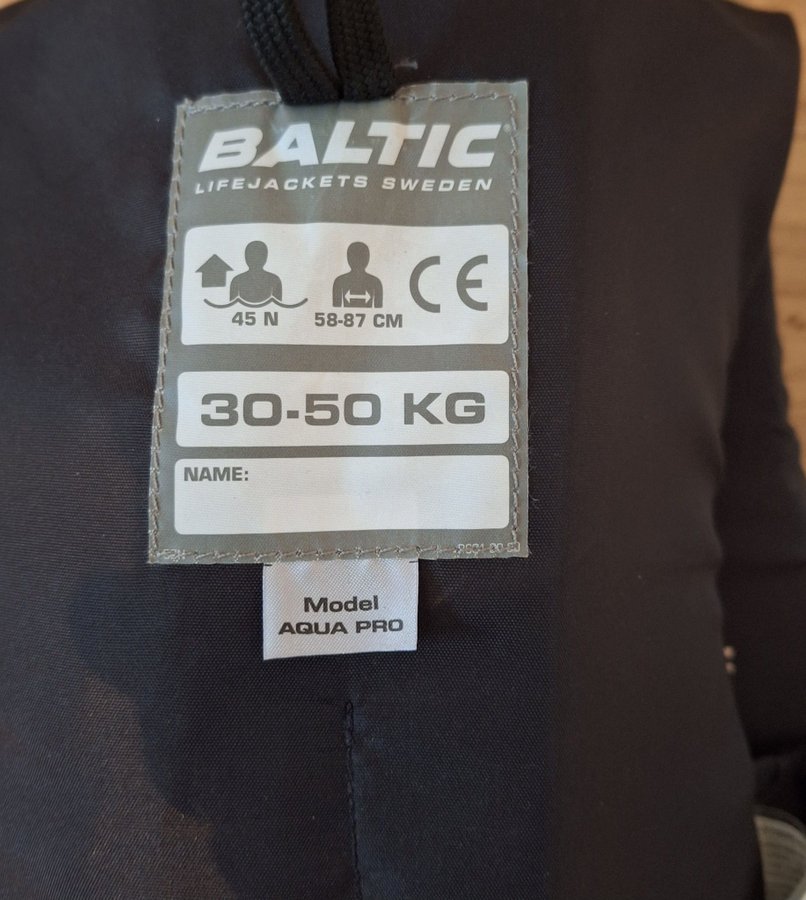 BALTIC
LIFEJACKETS SWEDEN
45 N
58-87 CM
CE
30-50 KG
NAME:
Model
AQUA PRO